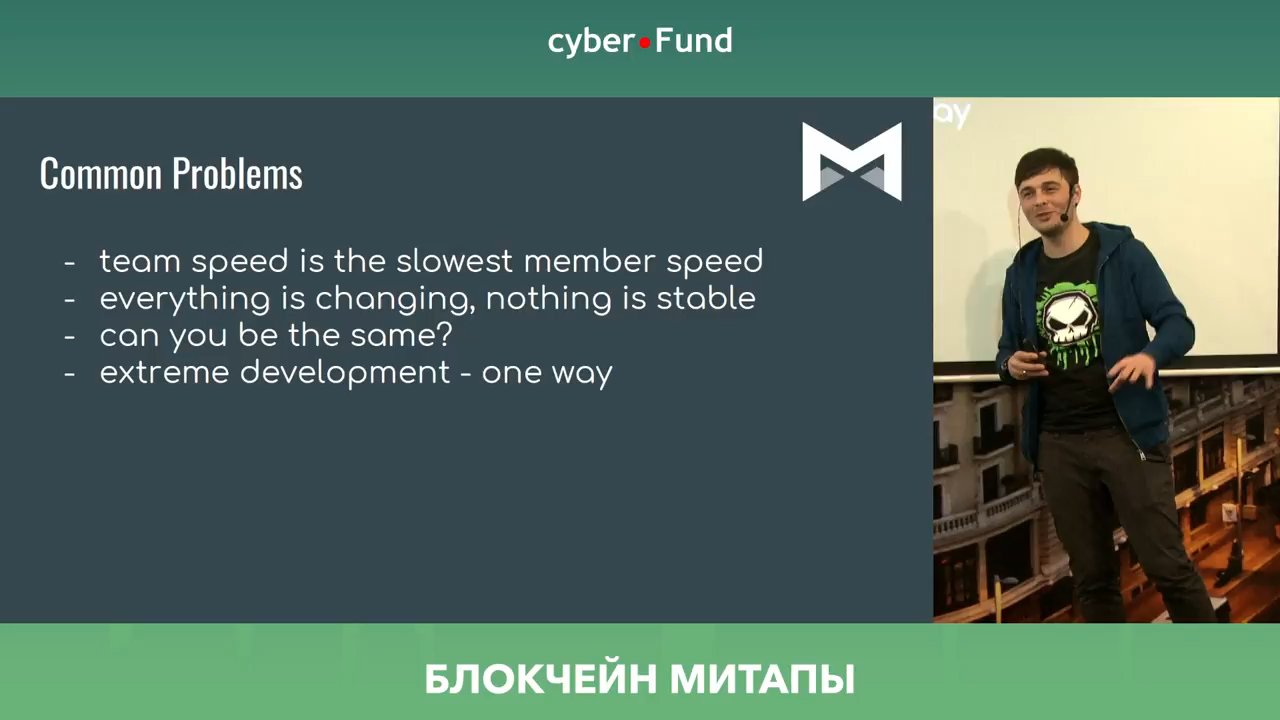 cyber•Fund
Common Problems
- team speed is the slowest member speed
- everything is changing, nothing is stable
- can you be the same?
- extreme development - one way
ay
БЛОКЧЕЙН МИТАПЫ